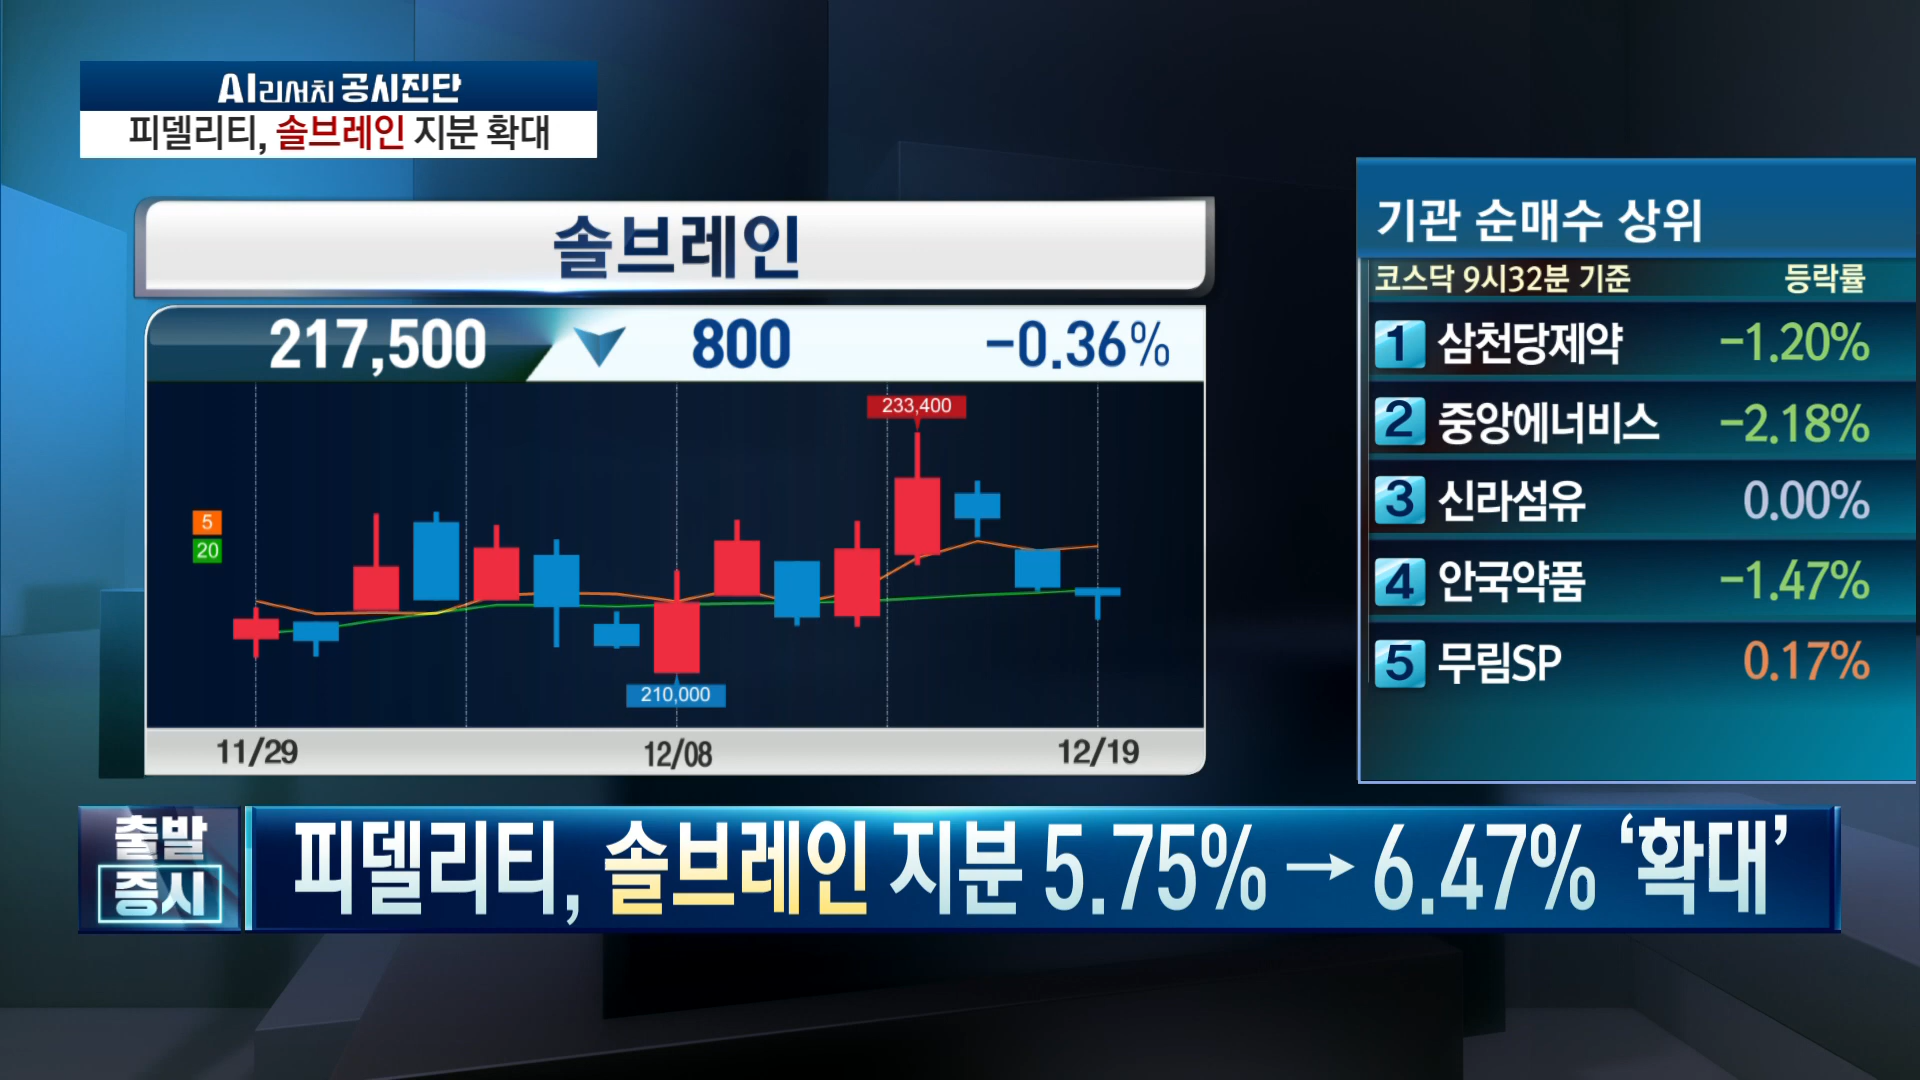 AI리서치 공시진단
피델리티, 솔브레인 지분 확대
솔브레인
217,500 800 -0.36%
233,400
5
20
210,000
11/29 12/08 12/19
기관 순매수 상위
코스닥 9시32분 기준 등락률
1 삼천당제약 -1.20%
2 중앙에너비스 -2.18%
3 신라섬유 0.00%
4 안국약품 -1.47%
5 무림SP 0.17%
출발
증시
피델리티, 솔브레인 지분 5.75%→6.47% ‘확대’